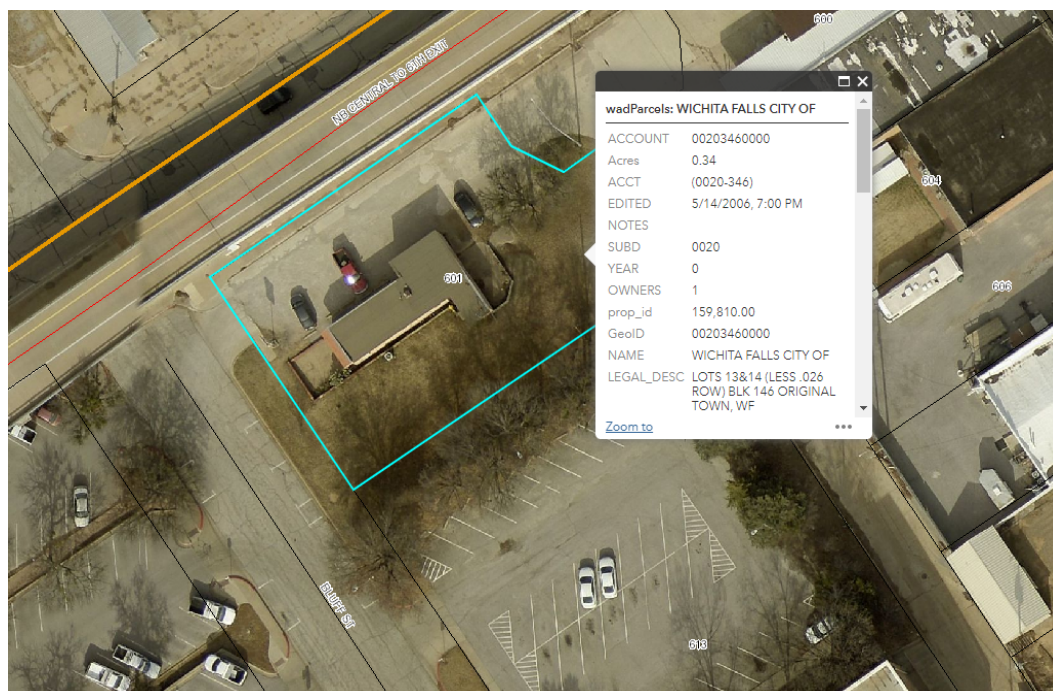 600
NB CENTRAL TO 6TH EXIT
wadParcels: WICHITA FALLS CITY OF
ACCOUNT 00203460000
Acres 0.34
ACCT (0020-346)
EDITED 5/14/2006, 7:00 PM
NOTES
SUBD 0020
YEAR 0
OWNERS 1
prop_id 159,810.00
GeoID 00203460000
NAME WICHITA FALLS CITY OF
LEGAL_DESC LOTS 13&14 (LESS .026
ROW) BLK 146 ORIGINAL
TOWN, WF
Zoom to
604
601
606
BLUFF ST
613